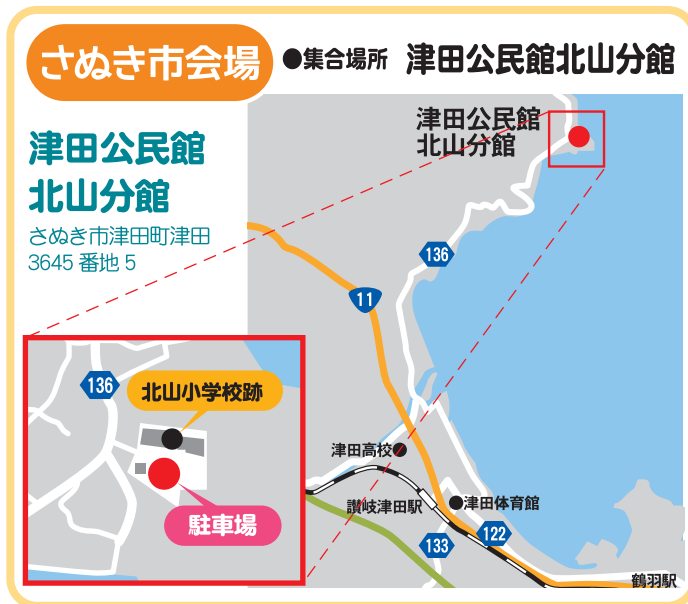 さぬき市会場
●集合場所 津田公民館北山分館
津田公民館
北山分館
さぬき市津田町津田
3645 番地 5
津田公民館
北山分館
136
11
136
北山小学校跡
駐車場
津田高校
讃岐津田駅
津田体育館
122
133
鶴羽駅